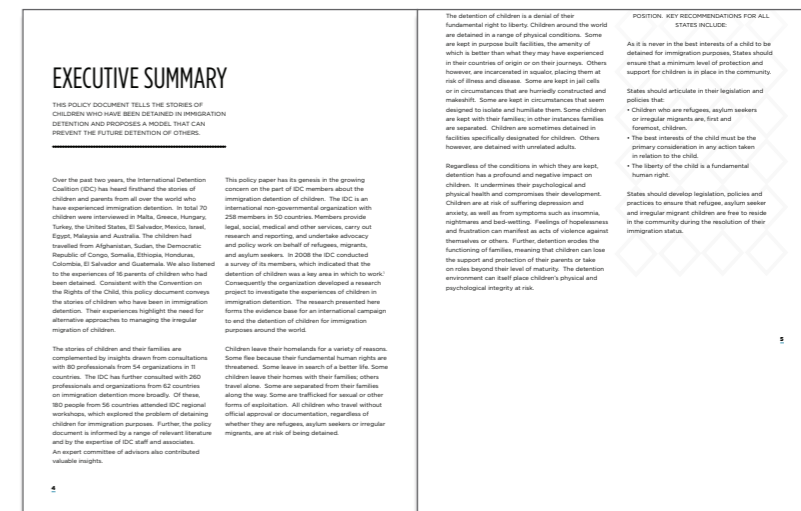 EXECUTIVE SUMMARY
THIS POLICY DOCUMENT TELLS THE STORIES OF
CHILDREN WHO HAVE BEEN DETAINED IN IMMIGRATION
DETENTION AND PROPOSES A MODEL THAT CAN
PREVENT THE FUTURE DETENTION OF OTHERS.
Over the past two years, the International Detention
Coalition (IDC) has heard firsthand the stories of
children and parents from all over the world who
have experienced immigration detention. In total 70
children were interviewed in Malta, Greece, Hungary,
Turkey, the United States, El Salvador, Mexico, Israel,
Egypt, Malaysia and Australia. The children had
travelled from Afghanistan, Sudan, the Democratic
Republic of Congo, Somalia, Ethiopia, Honduras,
Colombia, El Salvador and Guatemala. We also listened
to the experiences of 16 parents of children who had
been detained. Consistent with the Convention on
the Rights of the Child, this policy document conveys
the stories of children who have been in immigration
detention. Their experiences highlight the need for
alternative approaches to managing the irregular
migration of children.
The stories of children and their families are
complemented by insights drawn from consultations
with 80 professionals from 54 organizations in 11
countries. The IDC has further consulted with 260
professionals and organizations from 62 countries
on immigration detention more broadly. Of these,
180 people from 56 countries attended IDC regional
workshops, which explored the problem of detaining
children for immigration purposes. Further, the policy
document is informed by a range of relevant literature
and by the expertise of IDC staff and associates.
An expert committee of advisors also contributed
valuable insights.
4
This policy paper has its genesis in the growing
concern on the part of IDC members about the
immigration detention of children. The IDC is an
international non-governmental organization with
258 members in 50 countries. Members provide
legal, social, medical and other services, carry out
research and reporting, and undertake advocacy
and policy work on behalf of refugees, migrants,
and asylum seekers. In 2008 the IDC conducted
a survey of its members, which indicated that the
detention of children was a key area in which to work.¹
Consequently the organization developed a research
project to investigate the experiences of children in
immigration detention. The research presented here
forms the evidence base for an international campaign
to end the detention of children for immigration
purposes around the world.
Children leave their homelands for a variety of reasons.
Some flee because their fundamental human rights are
threatened. Some leave in search of a better life. Some
children leave their homes with their families; others
travel alone. Some are separated from their families
along the way. Some are trafficked for sexual or other
forms of exploitation. All children who travel without
official approval or documentation, regardless of
whether they are refugees, asylum seekers or irregular
migrants, are at risk of being detained.
The detention of children is a denial of their
fundamental right to liberty. Children around the world
are detained in a range of physical conditions. Some
are kept in purpose built facilities, the amenity of
which is better than what they may have experienced
in their countries of origin or on their journeys. Others
however, are incarcerated in squalor, placing them at
risk of illness and disease. Some are kept in jail cells
or in circumstances that are hurriedly constructed and
makeshift. Some are kept in circumstances that seem
designed to isolate and humiliate them. Some children
are kept with their families; in other instances families
are separated. Children are sometimes detained in
facilities specifically designated for children. Others
however, are detained with unrelated adults.
Regardless of the conditions in which they are kept,
detention has a profound and negative impact on
children. It undermines their psychological and
physical health and compromises their development.
Children are at risk of suffering depression and
anxiety, as well as from symptoms such as insomnia,
nightmares and bed-wetting. Feelings of hopelessness
and frustration can manifest as acts of violence against
themselves or others. Further, detention erodes the
functioning of families, meaning that children can lose
the support and protection of their parents or take
on roles beyond their level of maturity. The detention
environment can itself place children's physical and
psychological integrity at risk.
POSITION. KEY RECOMMENDATIONS FOR ALL
STATES INCLUDE:
As it is never in the best interests of a child to be
detained for immigration purposes, States should
ensure that a minimum level of protection and
support for children is in place in the community.
States should articulate in their legislation and
policies that:
• Children who are refugees, asylum seekers
or irregular migrants are, first and
foremost, children.
• The best interests of the child must be the
primary consideration in any action taken
in relation to the child.
• The liberty of the child is a fundamental
human right.
States should develop legislation, policies and
practices to ensure that refugee, asylum seeker
and irregular migrant children are free to reside
in the community during the resolution of their
immigration status.
5